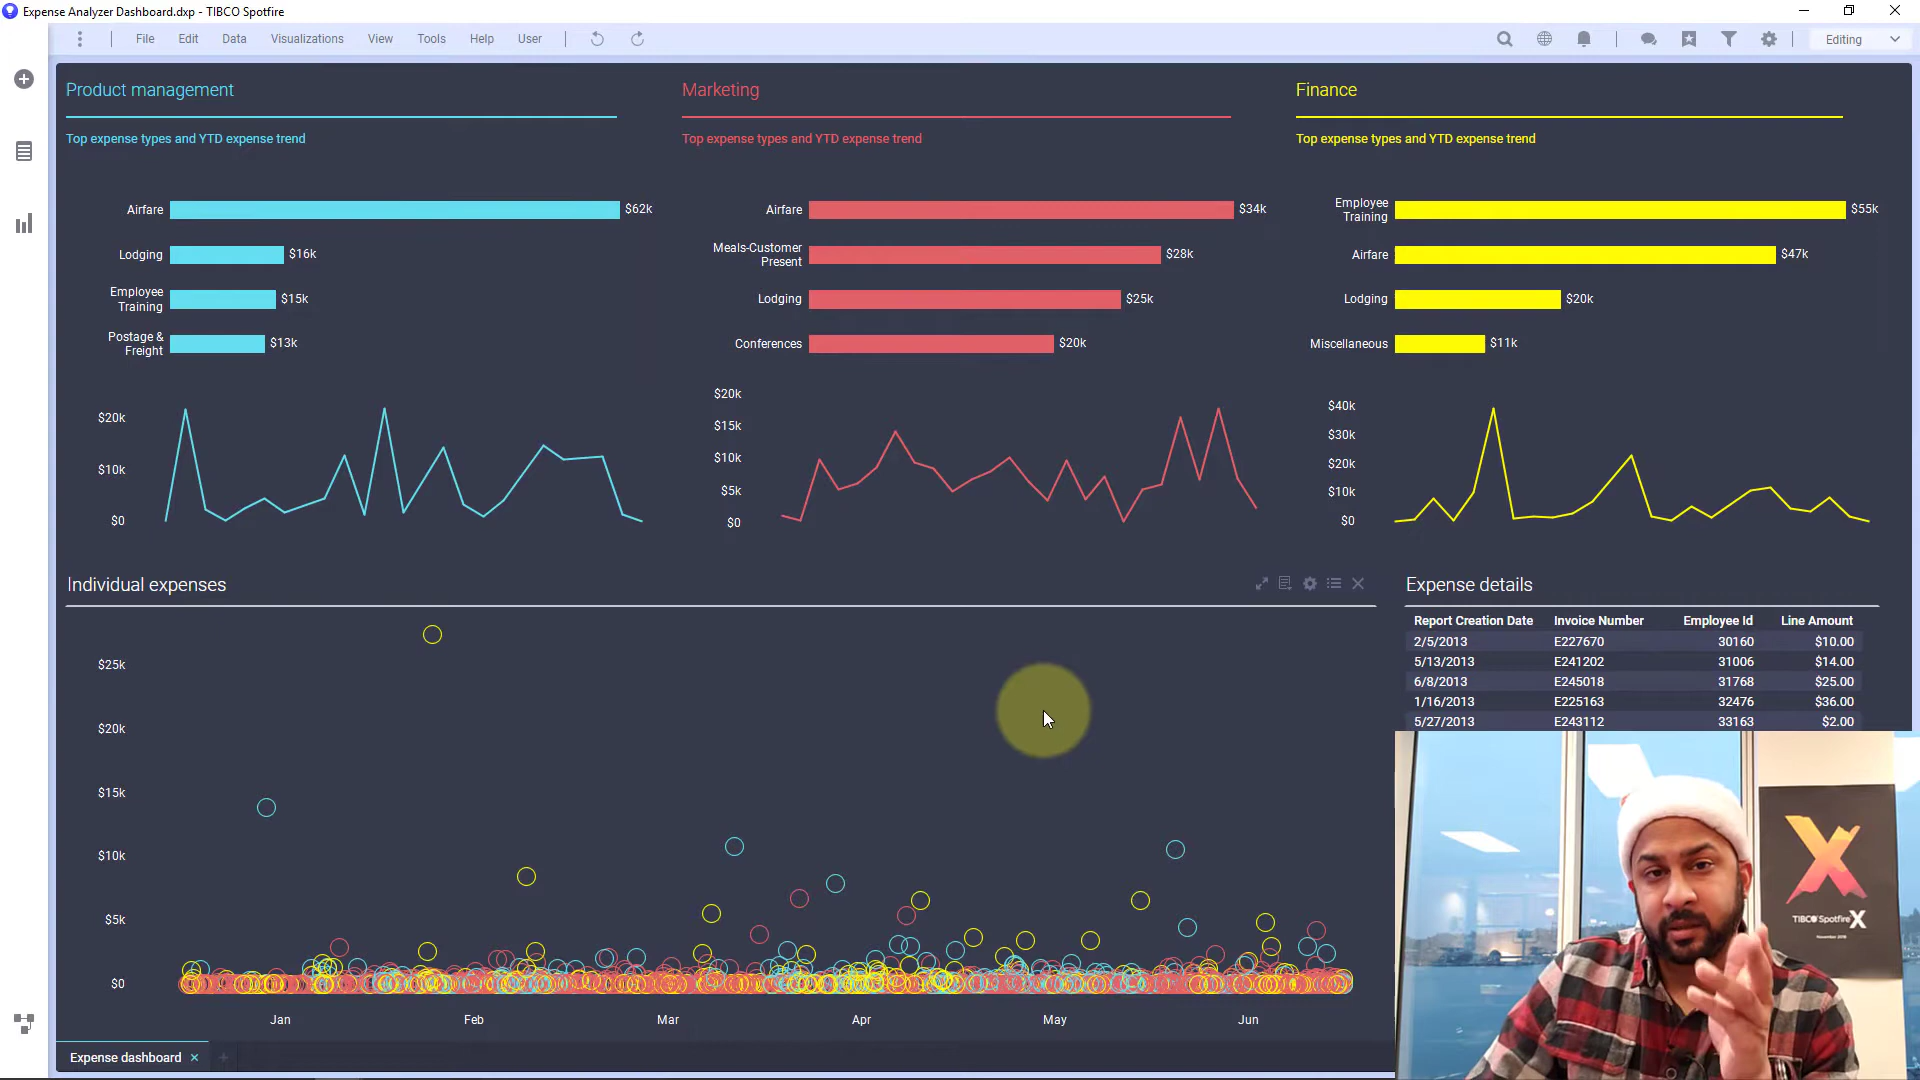 Expense Analyzer Dashboard.dxp - TIBCO Spotfire
File Edit Data Visualizations View Tools Help User Editing
Product management
Top expense types and YTD expense trend
Airfare $62k
Lodging $16k
Employee
Training $15k
Postage &
Freight $13k
$20k
$10k
$0
Marketing
Top expense types and YTD expense trend
Airfare $34k
Meals-Customer
Present $28k
Lodging $25k
Conferences $20k
$20k
$15k
$10k
$5k
$0
Finance
Top expense types and YTD expense trend
Employee
Training $55k
Airfare $47k
Lodging $20k
Miscellaneous $11k
$40k
$30k
$20k
$10k
$0
Individual expenses
$25k
$20k
$15k
$10k
$5k
$0
Jan Feb Mar Apr May Jun
Expense details
Report Creation Date Invoice Number Employee Id Line Amount
2/5/2013 E227670 30160 $10.00
5/13/2013 E241202 31006 $14.00
6/8/2013 E245018 31768 $25.00
1/16/2013 E225163 32476 $36.00
5/27/2013 E243112 33163 $2.00
X
TIBCO Spotfire X
November 2018
Expense dashboard